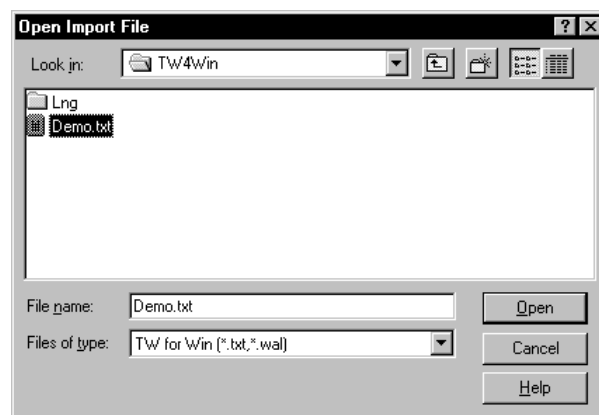 Open Import File
Look in: TW4Win
Lng
Demo.txt
File name: Demo.txt
Open
Files of type: TW for Win (*.txt,*.wal)
Cancel
Help